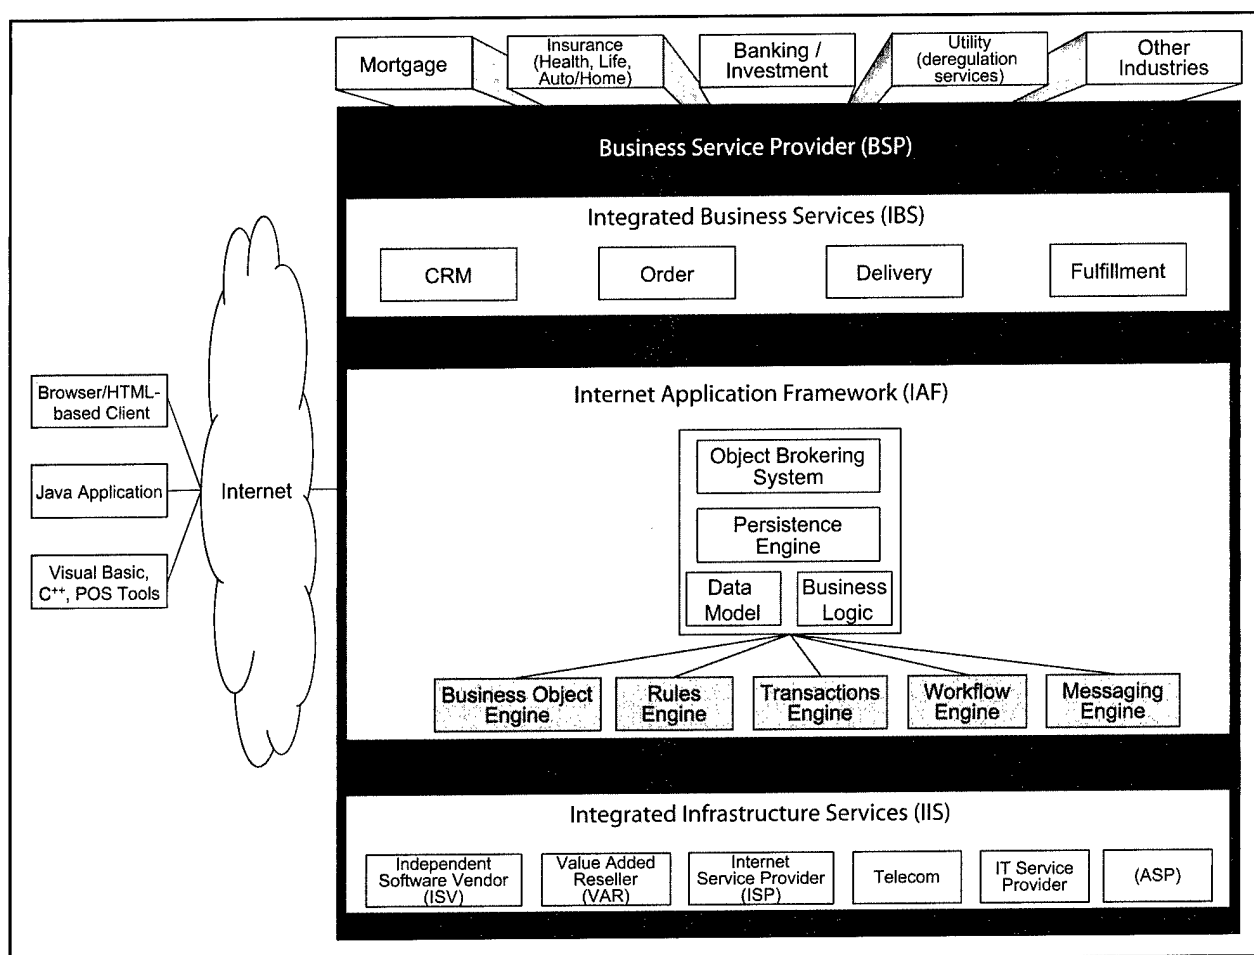 Mortgage
Insurance
(Health, Life,
Auto/Home)
Banking /
Investment
Utility
(deregulation
services)
Other
Industries
Business Service Provider (BSP)
Integrated Business Services (IBS)
CRM
Order
Delivery
Fulfillment
Browser/HTML-
based Client
Java Application
Visual Basic,
C++, POS Tools
Internet
Internet Application Framework (IAF)
Object Brokering
System
Persistence
Engine
Data
Model
Business
Logic
Business Object
Engine
Rules
Engine
Transactions
Engine
Workflow
Engine
Messaging
Engine
Integrated Infrastructure Services (IIS)
Independent
Software Vendor
(ISV)
Value Added
Reseller
(VAR)
Internet
Service Provider
(ISP)
Telecom
IT Service
Provider
(ASP)